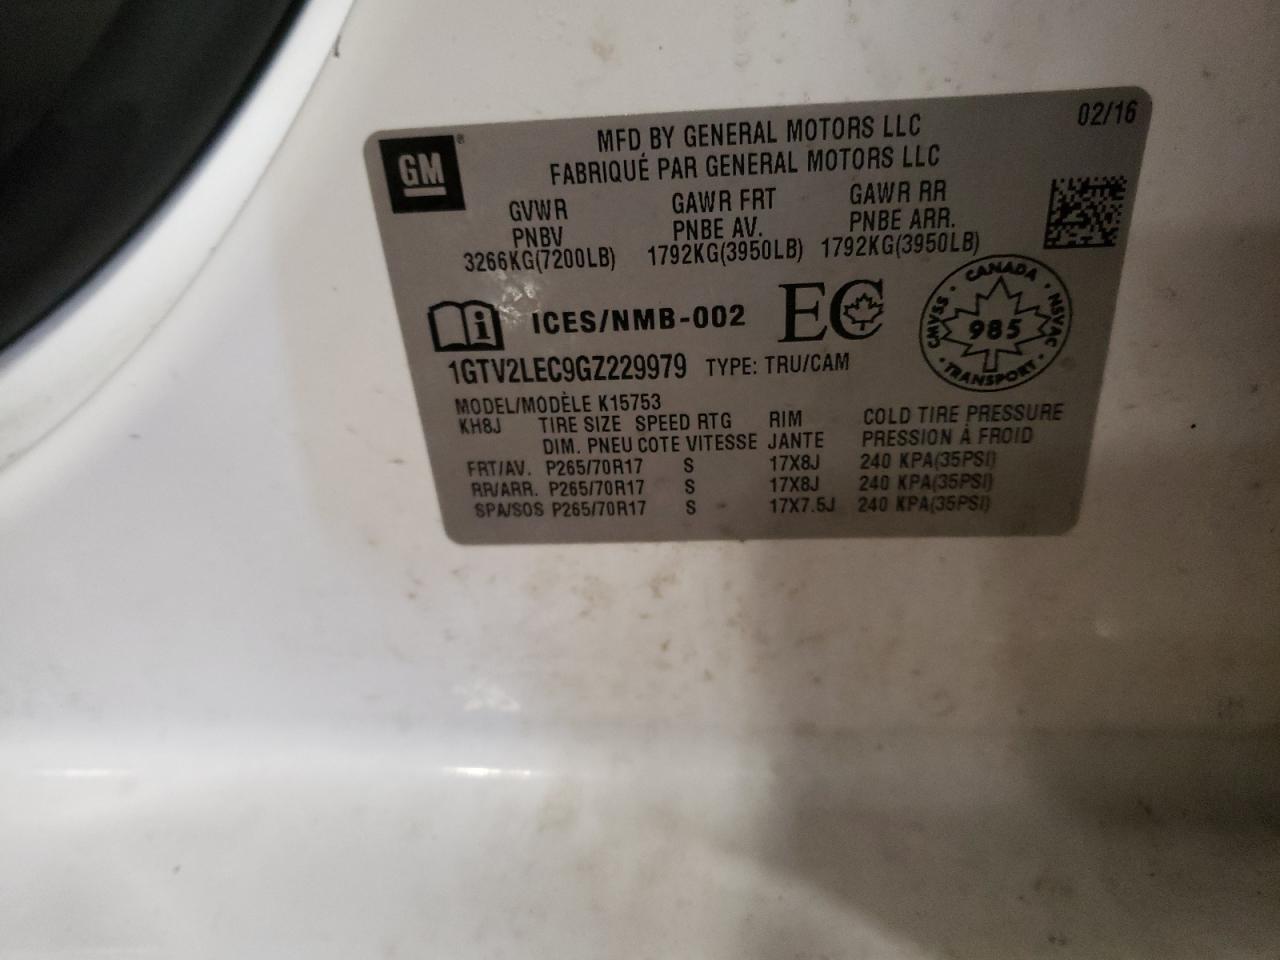 02/16
GM
MFD BY GENERAL MOTORS LLC
FABRIQUÉ PAR GENERAL MOTORS LLC
GVWR GAWR FRT GAWR RR
PNBV PNBE AV. PNBE ARR.
3266KG(7200LB) 1792KG(3950LB) 1792KG(3950LB)
ICES/NMB-002 EC
CANADA CMVSS NSVAC 985 TRANSPORT
1GTV2LEC9GZ229979 TYPE: TRU/CAM
MODEL/MODÈLE K15753
KH8J TIRE SIZE SPEED RTG RIM COLD TIRE PRESSURE
DIM. PNEU COTE VITESSE JANTE PRESSION À FROID
FRT/AV. P265/70R17 S 17X8J 240 KPA(35PSI)
RR/ARR. P265/70R17 S 17X8J 240 KPA(35PSI)
SPA/SOS P265/70R17 S 17X7.5J 240 KPA(35PSI)